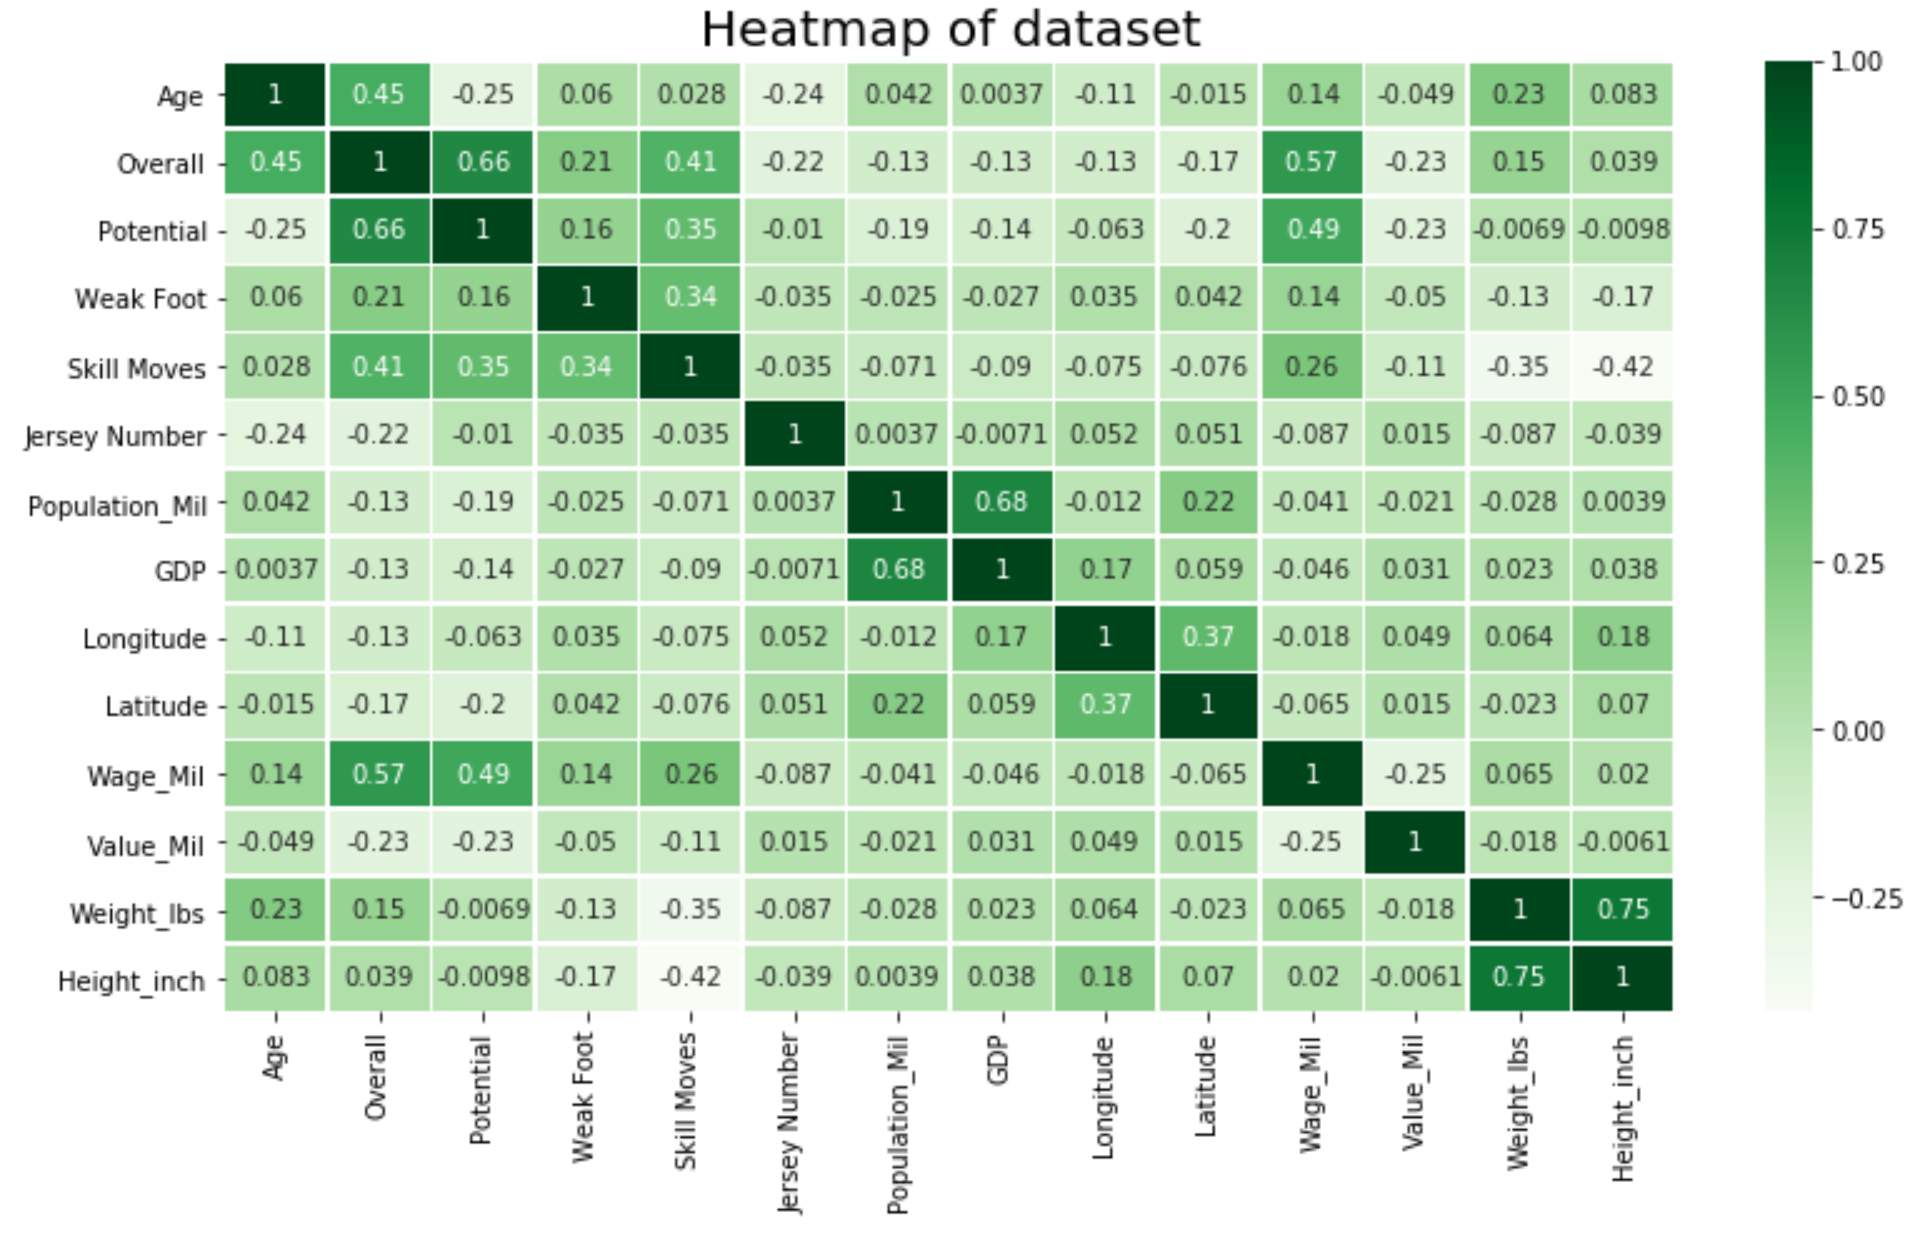 Heatmap of dataset
Age 1 0.45 -0.25 0.06 0.028 -0.24 0.042 0.0037 -0.11 -0.015 0.14 -0.049 0.23 0.083
Overall 0.45 1 0.66 0.21 0.41 -0.22 -0.13 -0.13 -0.13 -0.17 0.57 -0.23 0.15 0.039
Potential -0.25 0.66 1 0.16 0.35 -0.01 -0.19 -0.14 -0.063 -0.2 0.49 -0.23 -0.0069 -0.0098
Weak Foot 0.06 0.21 0.16 1 0.34 -0.035 -0.025 -0.027 0.035 0.042 0.14 -0.05 -0.13 -0.17
Skill Moves 0.028 0.41 0.35 0.34 1 -0.035 -0.071 -0.09 -0.075 -0.076 0.26 -0.11 -0.35 -0.42
Jersey Number -0.24 -0.22 -0.01 -0.035 -0.035 1 0.0037 -0.0071 0.052 0.051 -0.087 0.015 -0.087 -0.039
Population_Mil 0.042 -0.13 -0.19 -0.025 -0.071 0.0037 1 0.68 -0.012 0.22 -0.041 -0.021 -0.028 0.0039
GDP 0.0037 -0.13 -0.14 -0.027 -0.09 -0.0071 0.68 1 0.17 0.059 -0.046 0.031 0.023 0.038
Longitude -0.11 -0.13 -0.063 0.035 -0.075 0.052 -0.012 0.17 1 0.37 -0.018 0.049 0.064 0.18
Latitude -0.015 -0.17 -0.2 0.042 -0.076 0.051 0.22 0.059 0.37 1 -0.065 0.015 -0.023 0.07
Wage_Mil 0.14 0.57 0.49 0.14 0.26 -0.087 -0.041 -0.046 -0.018 -0.065 1 -0.25 0.065 0.02
Value_Mil -0.049 -0.23 -0.23 -0.05 -0.11 0.015 -0.021 0.031 0.049 0.015 -0.25 1 -0.018 -0.0061
Weight_lbs 0.23 0.15 -0.0069 -0.13 -0.35 -0.087 -0.028 0.023 0.064 -0.023 0.065 -0.018 1 0.75
Height_inch 0.083 0.039 -0.0098 -0.17 -0.42 -0.039 0.0039 0.038 0.18 0.07 0.02 -0.0061 0.75 1
Age Overall Potential Weak Foot Skill Moves Jersey Number Population_Mil GDP Longitude Latitude Wage_Mil Value_Mil Weight_lbs Height_inch
1.00
0.75
0.50
0.25
0.00
−0.25